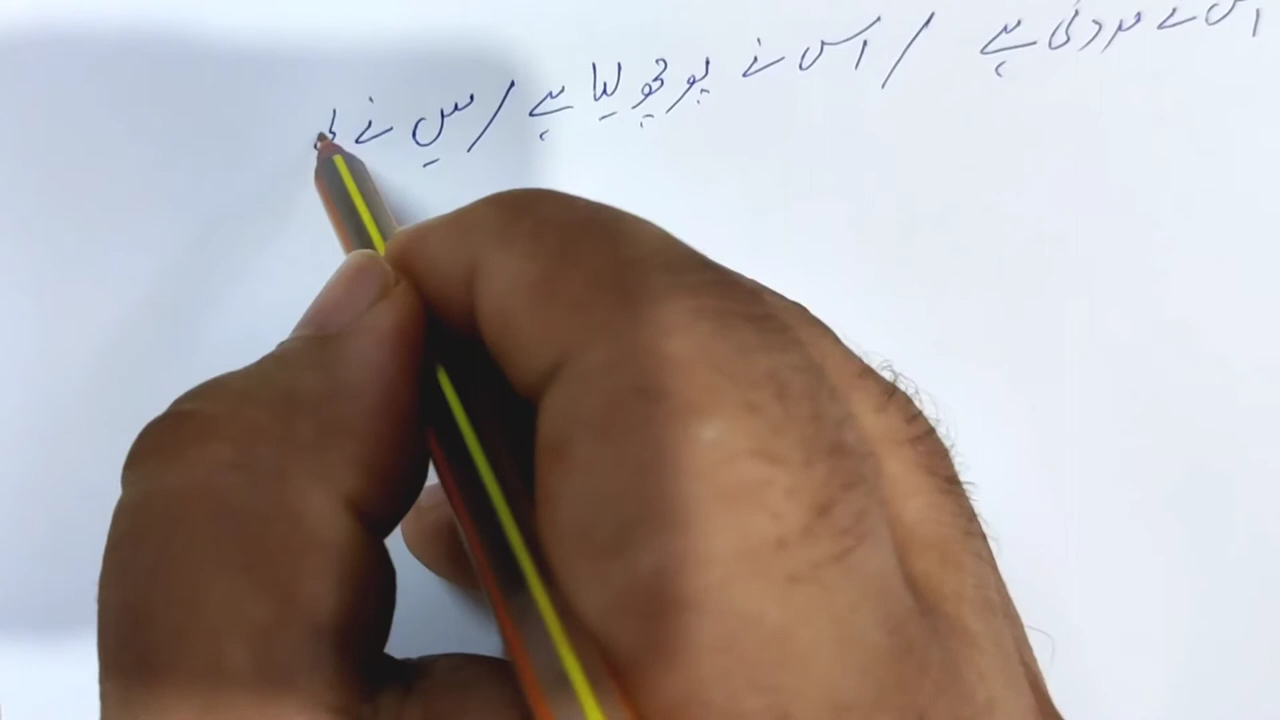 اس نے مدد کی ہے / اس نے پوچھ لیا ہے / میں نے